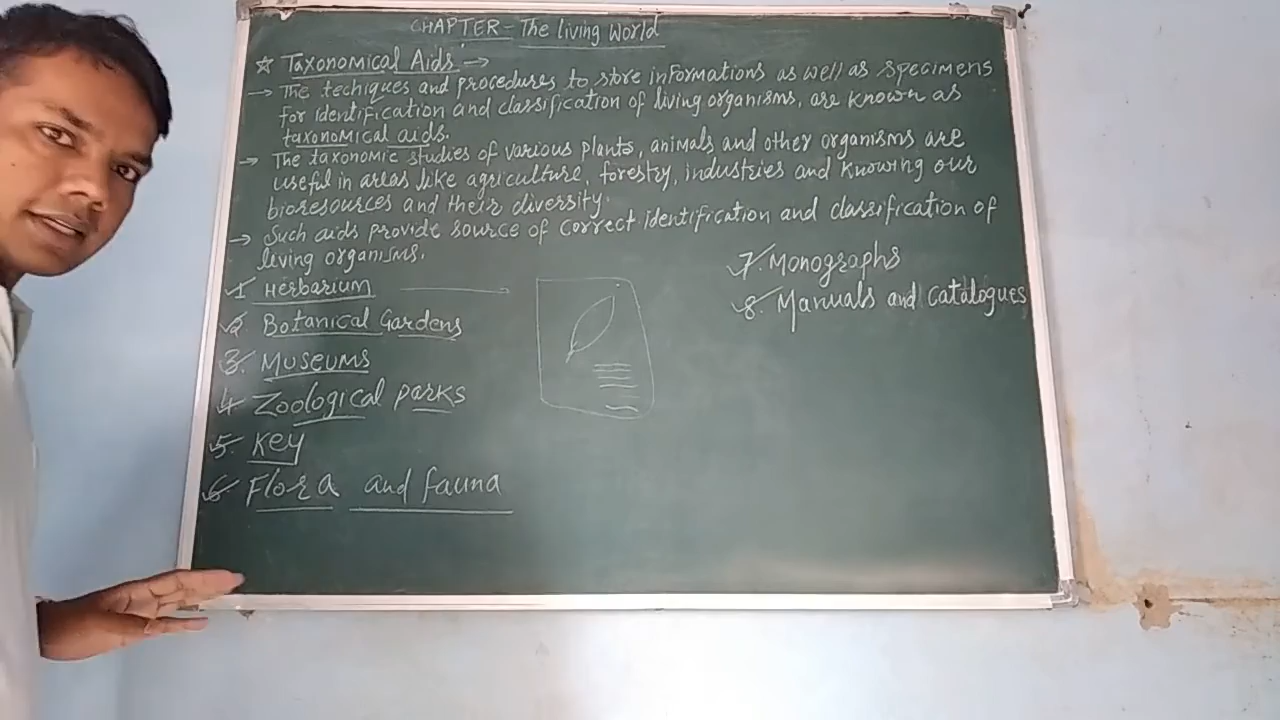 CHAPTER - The living World
☆ Taxonomical Aids →
→ The techiques and procedures to store informations as well as specimens
for identification and classification of living organisms, are known as
taxonomical aids.
→ The taxonomic studies of various plants, animals and other organisms are
useful in areas like agriculture, forestry, industries and knowing our
bioresources and their diversity.
→ Such aids provide source of correct identification and classification of
living organisms.
1. Herbarium
2. Botanical Gardens
3. Museums
4. Zoological parks
5. Key
6. Flora and fauna
7. Monographs
8. Manuals and Catalogues